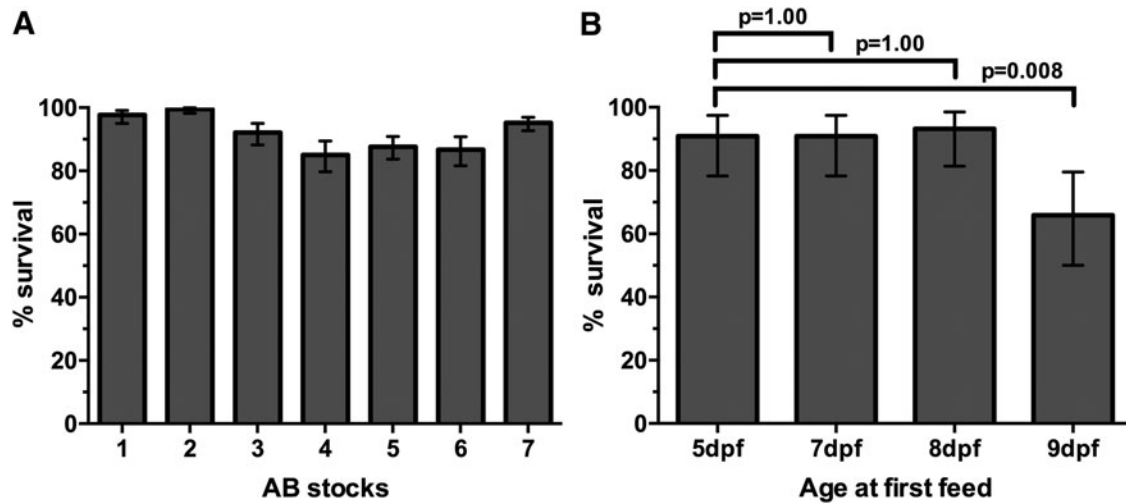 A
% survival
100
80
60
40
20
0
1 2 3 4 5 6 7
AB stocks
B
p=1.00
p=1.00
p=0.008
% survival
100
80
60
40
20
0
5dpf 7dpf 8dpf 9dpf
Age at first feed